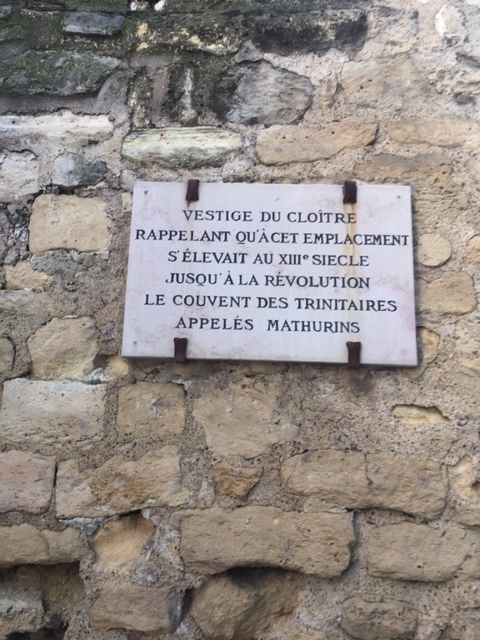 VESTIGE DU CLOÎTRE
RAPPELANT QU'À CET EMPLACEMENT
S'ÉLEVAIT AU XIIIe SIECLE
JUSQU'À LA RÉVOLUTION
LE COUVENT DES TRINITAIRES
APPELÉS MATHURINS